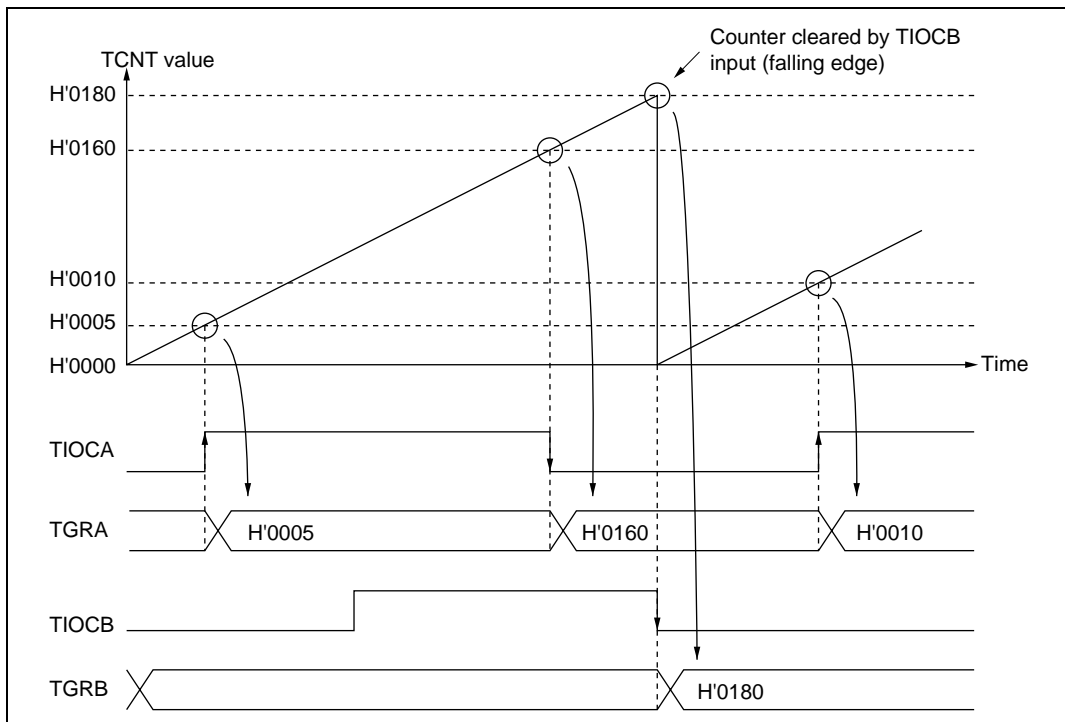 Counter cleared by TIOCB
input (falling edge)
TCNT value
H'0180
H'0160
H'0010
H'0005
H'0000
Time
TIOCA
TGRA
H'0005
H'0160
H'0010
TIOCB
TGRB
H'0180